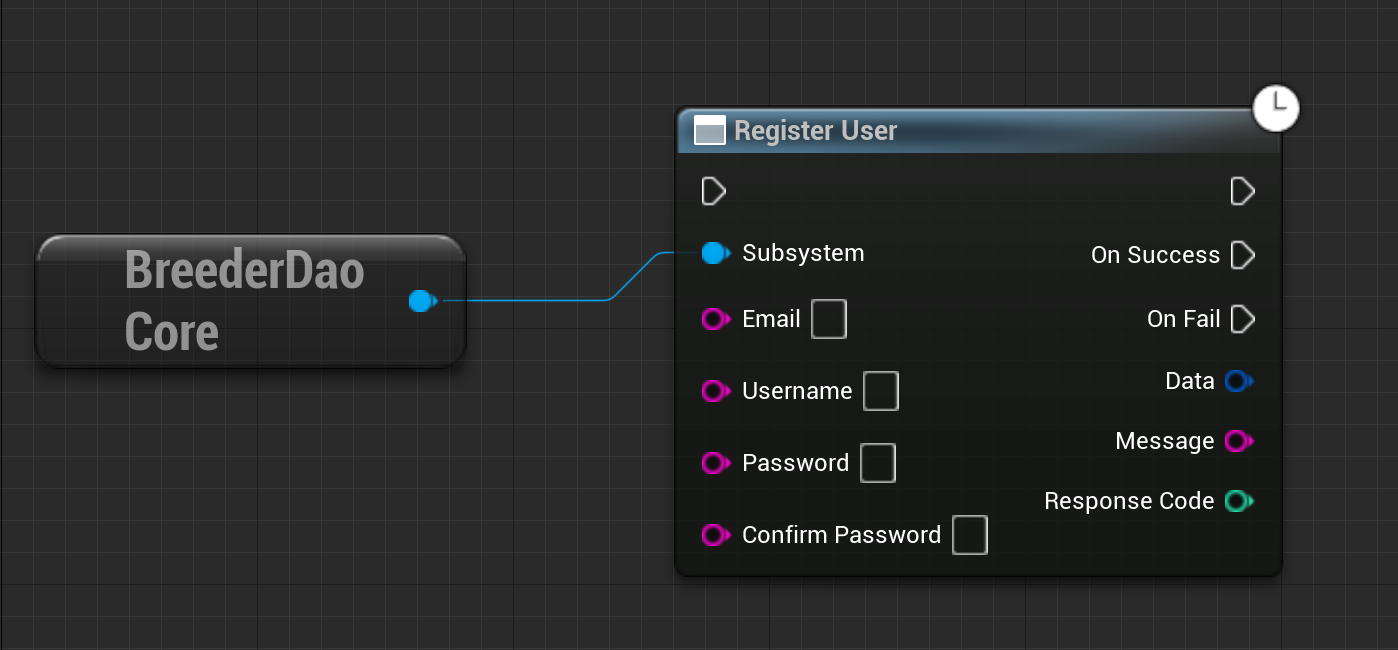 Register User
BreederDao
Core
Subsystem
Email
Username
Password
Confirm Password
On Success
On Fail
Data
Message
Response Code